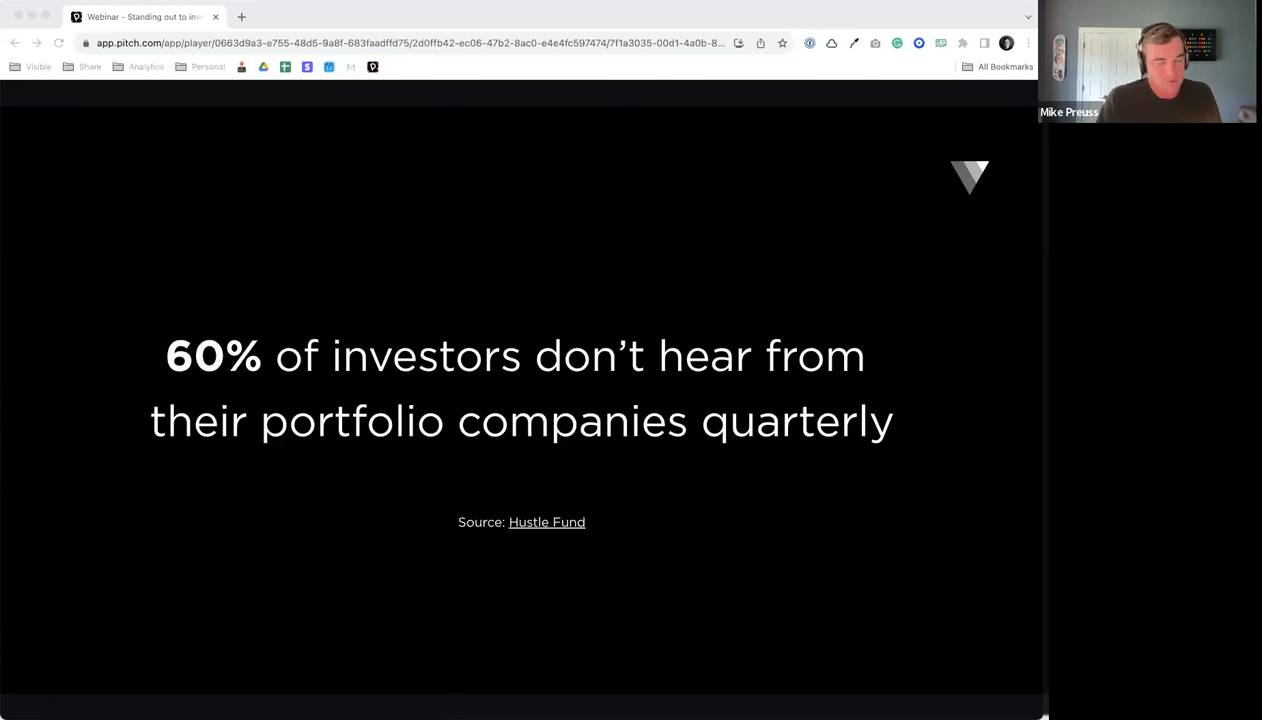 Webinar - Standing out to inv
app.pitch.com/app/player/0663d9a3-e755-48d5-9a8f-683faadffd75/2d0ffb42-ec06-47b2-8ac0-e4e4fc597474/7f1a3035-00d1-4a0b-8...
Visible
Share
Analytics
Personal
All Bookmarks
Mike Preuss
60% of investors don’t hear from
their portfolio companies quarterly
Source: Hustle Fund